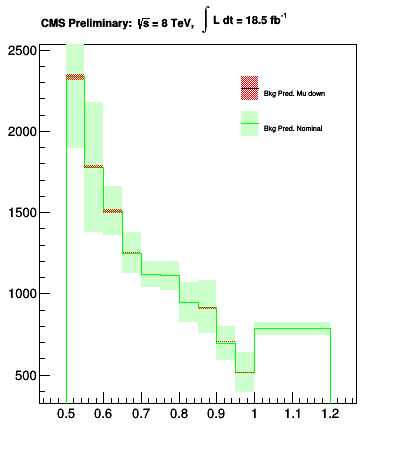 CMS Preliminary: √s = 8 TeV, ∫ L dt = 18.5 fb⁻¹
2500
Bkg Pred. Mu down
Bkg Pred. Nominal
2000
1500
1000
500
0.5 0.6 0.7 0.8 0.9 1 1.1 1.2